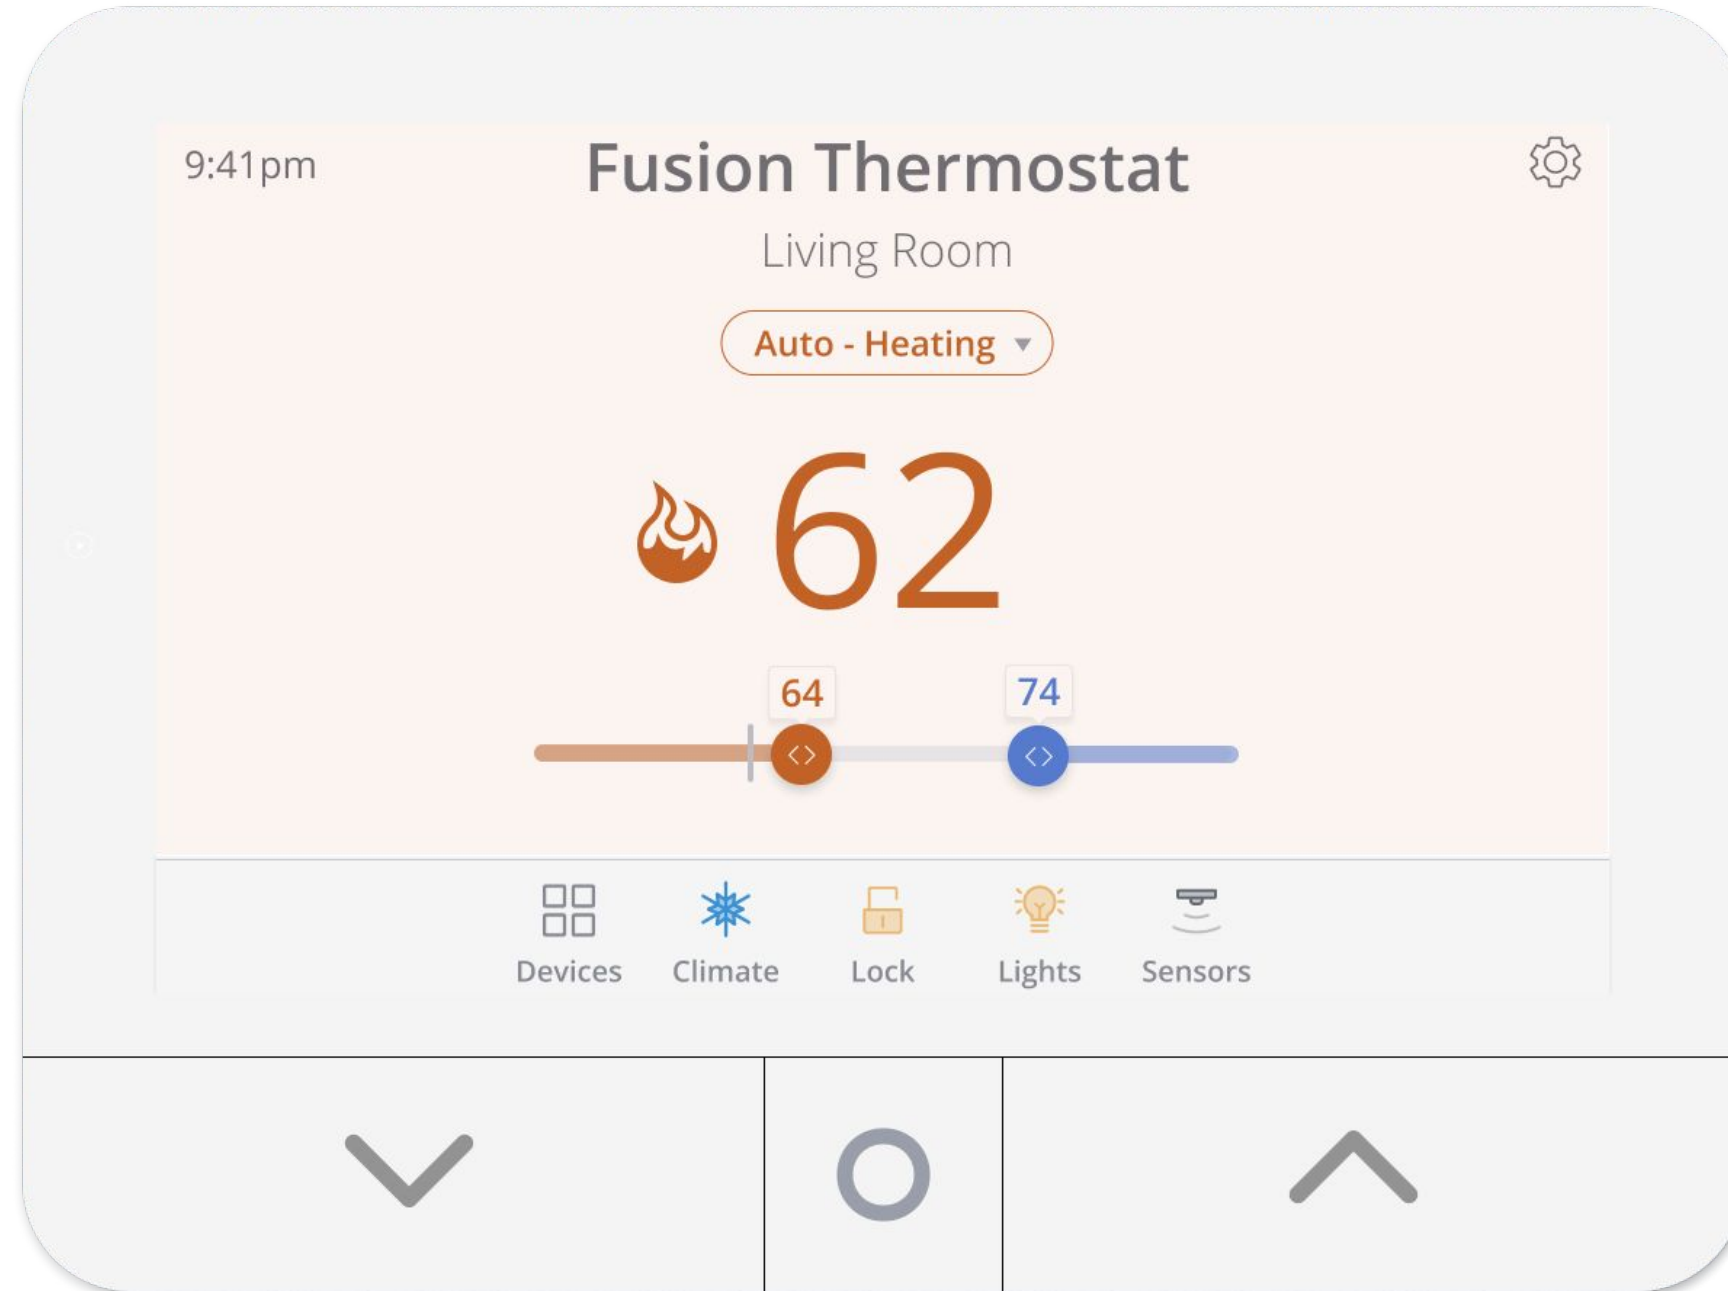 9:41pm
Fusion Thermostat
Living Room
Auto - Heating
62
64
74
Devices
Climate
Lock
Lights
Sensors